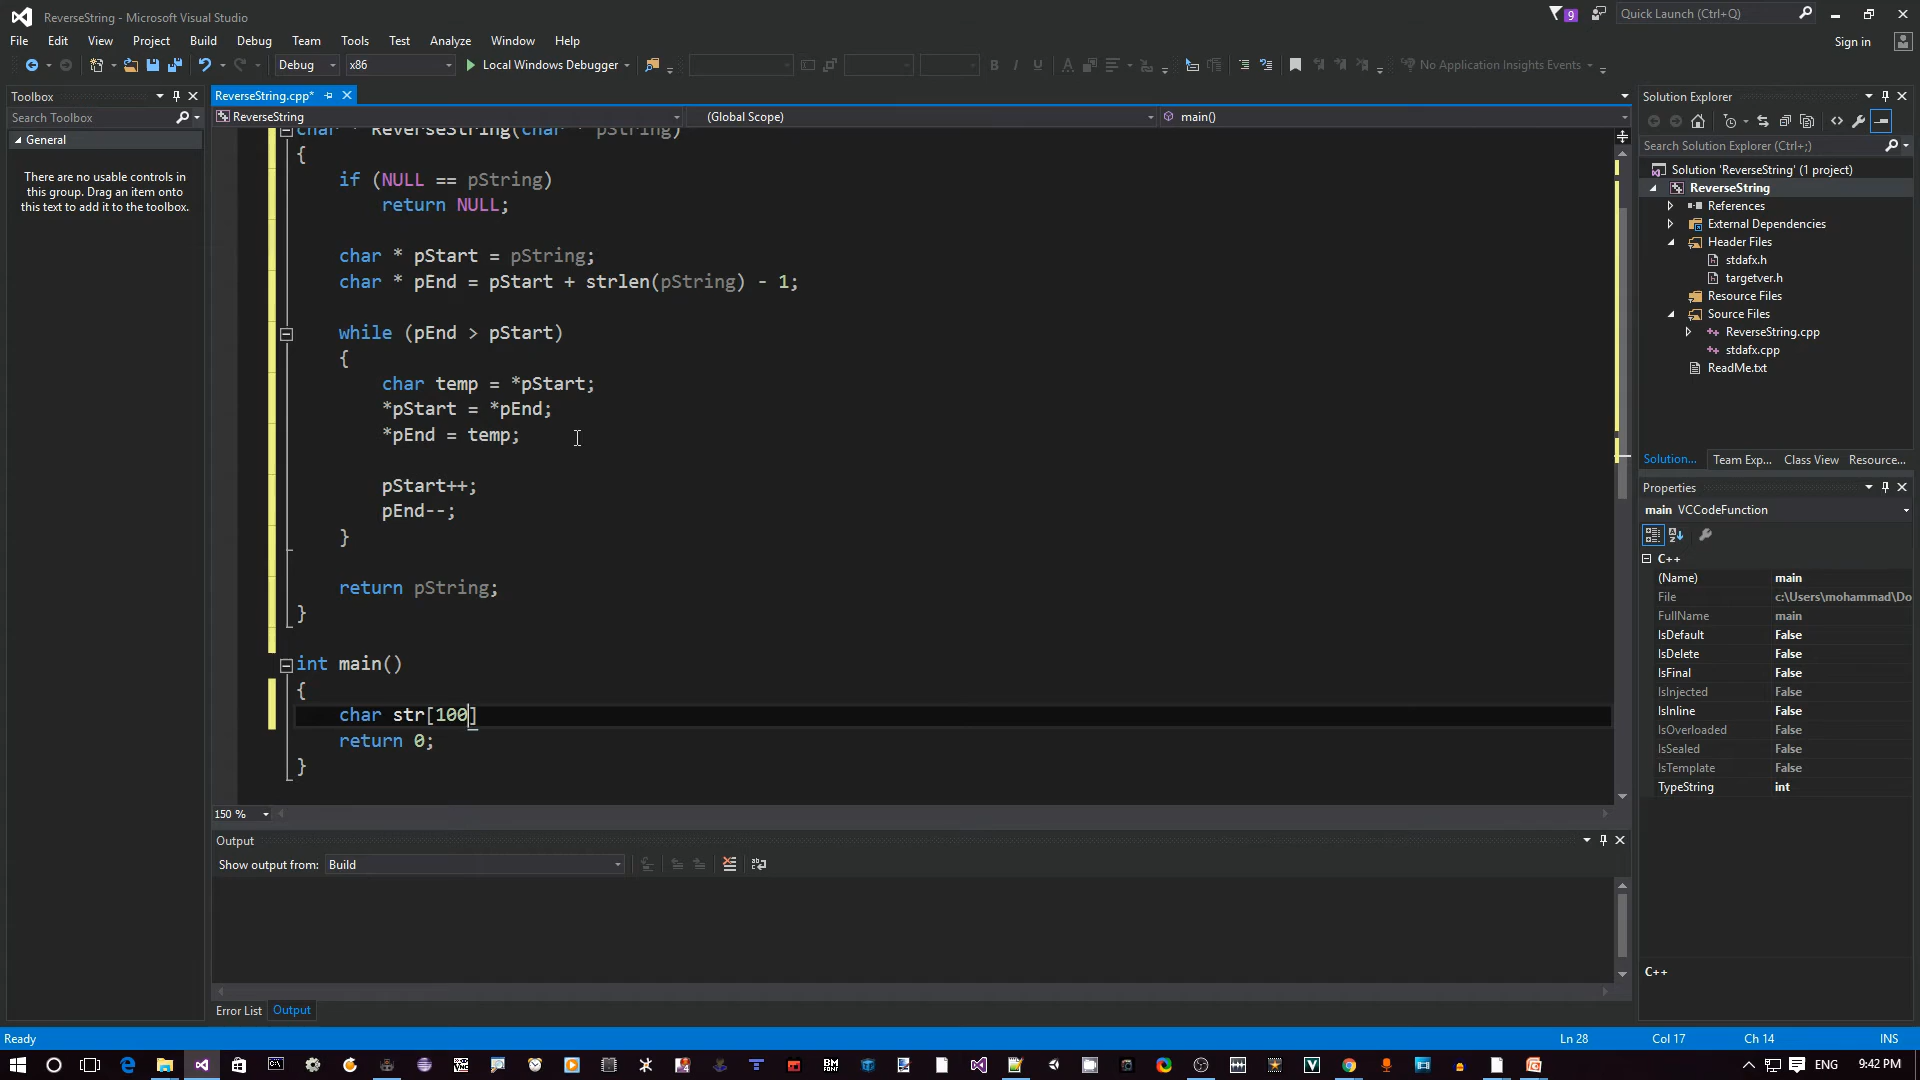 ReverseString - Microsoft Visual Studio
9
Quick Launch (Ctrl+Q)
File Edit View Project Build Debug Team Tools Test Analyze Window Help
Sign in
Debug x86 Local Windows Debugger No Application Insights Events
Toolbox
Search Toolbox
General
There are no usable controls in
this group. Drag an item onto
this text to add it to the toolbox.
ReverseString.cpp*
ReverseString (Global Scope) main()
char * ReverseString(char * pString)
{
if (NULL == pString)
return NULL;
char * pStart = pString;
char * pEnd = pStart + strlen(pString) - 1;
while (pEnd > pStart)
{
char temp = *pStart;
*pStart = *pEnd;
*pEnd = temp;
pStart++;
pEnd--;
}
return pString;
}
int main()
{
char str[100]
return 0;
}
150 %
Output
Show output from: Build
Error List Output
Solution Explorer
Search Solution Explorer (Ctrl+;)
Solution 'ReverseString' (1 project)
ReverseString
References
External Dependencies
Header Files
stdafx.h
targetver.h
Resource Files
Source Files
ReverseString.cpp
stdafx.cpp
ReadMe.txt
Solution... Team Exp... Class View Resource...
Properties
main VCCodeFunction
C++
(Name) main
File c:\Users\mohammad\Do
FullName main
IsDefault False
IsDelete False
IsFinal False
IsInjected False
IsInline False
IsOverloaded False
IsSealed False
IsTemplate False
TypeString int
C++
Ready Ln 28 Col 17 Ch 14 INS
ENG 9:42 PM